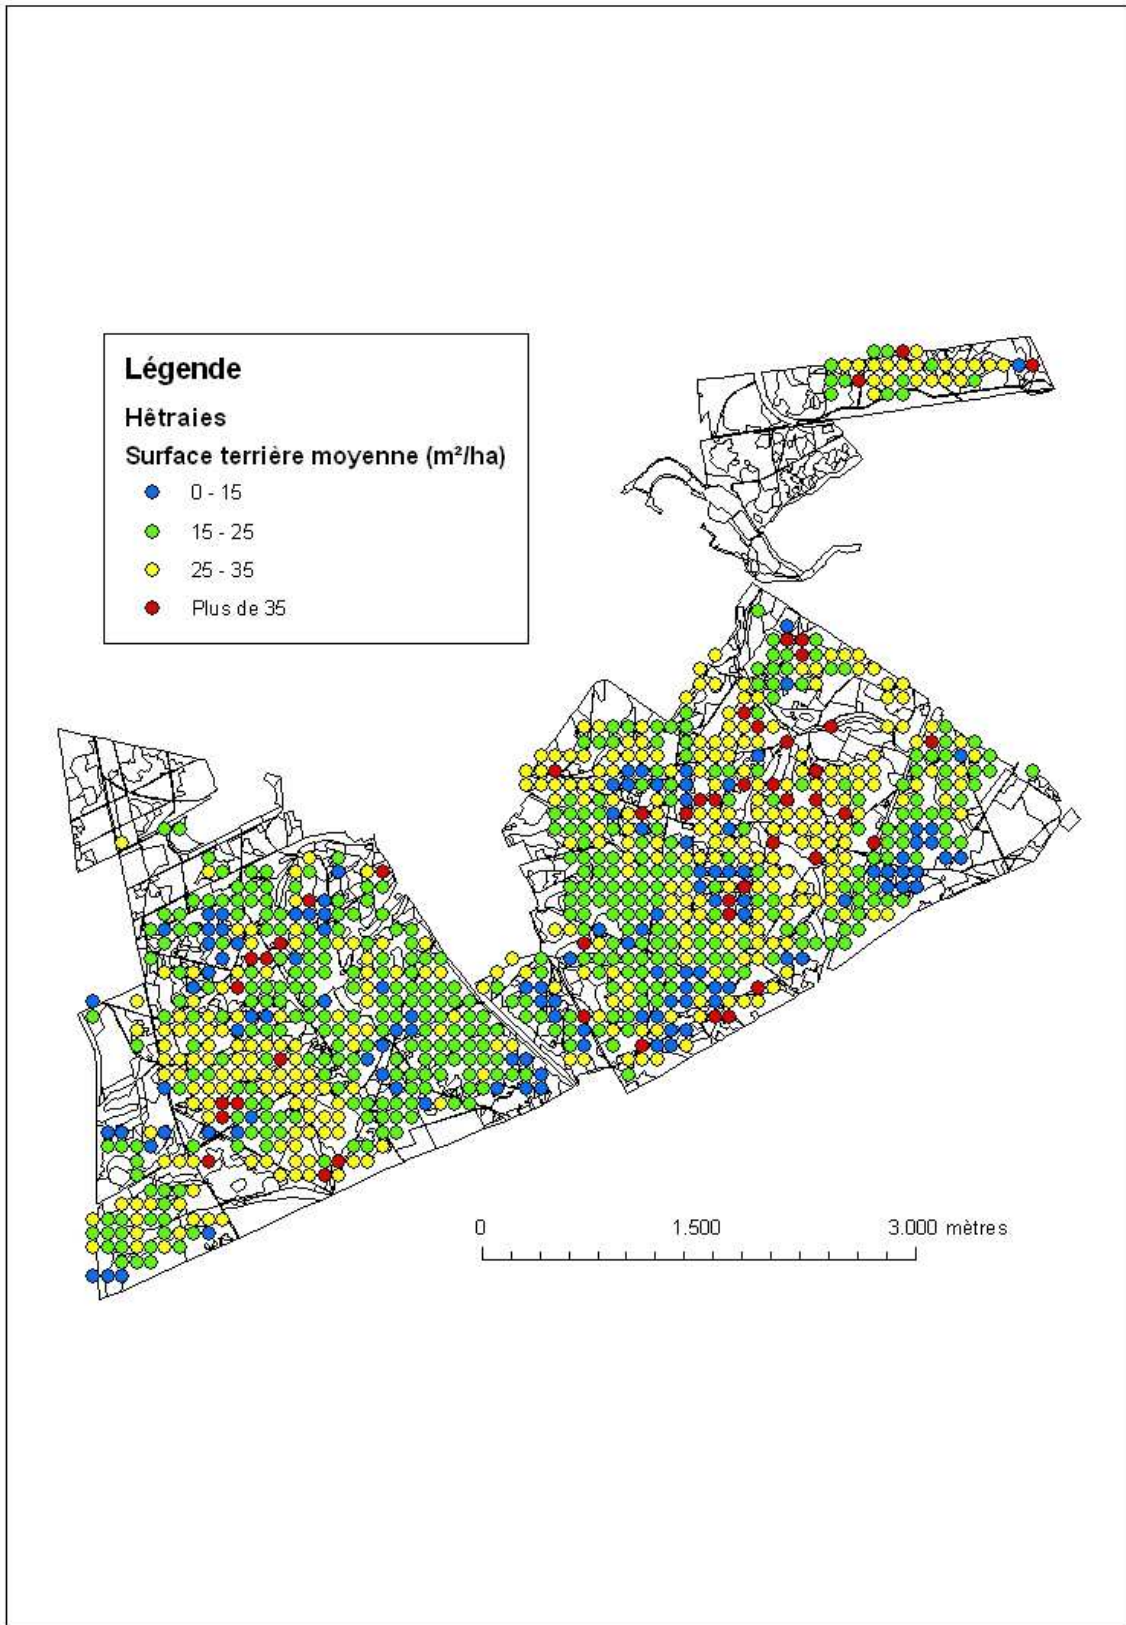 Légende
Hêtraies
Surface terrière moyenne (m²/ha)
0 - 15
15 - 25
25 - 35
Plus de 35
0 1.500 3.000 mètres